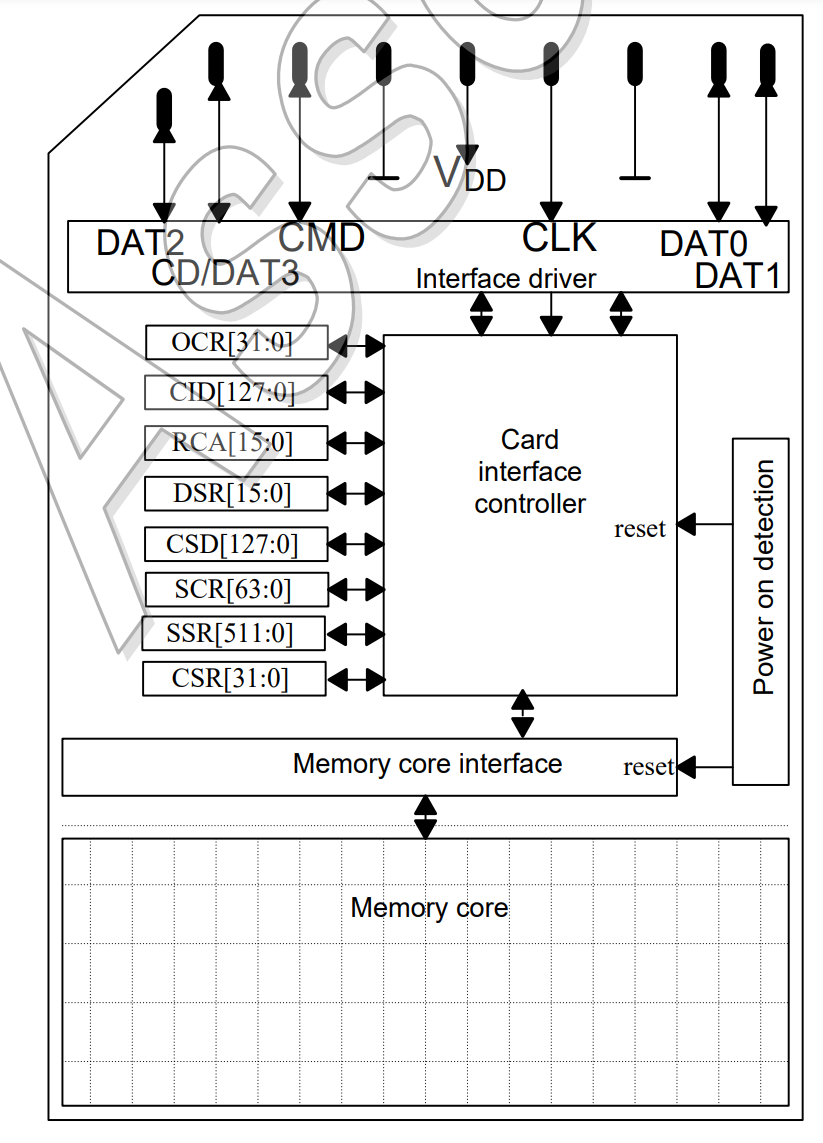 Asso
VDD
DAT2
CMD
CLK
DAT0
CD/DAT3
Interface driver
DAT1
OCR[31:0]
CID[127:0]
RCA[15:0]
DSR[15:0]
CSD[127:0]
SCR[63:0]
SSR[511:0]
CSR[31:0]
Card
interface
controller
reset
Power on detection
Memory core interface
reset
Memory core